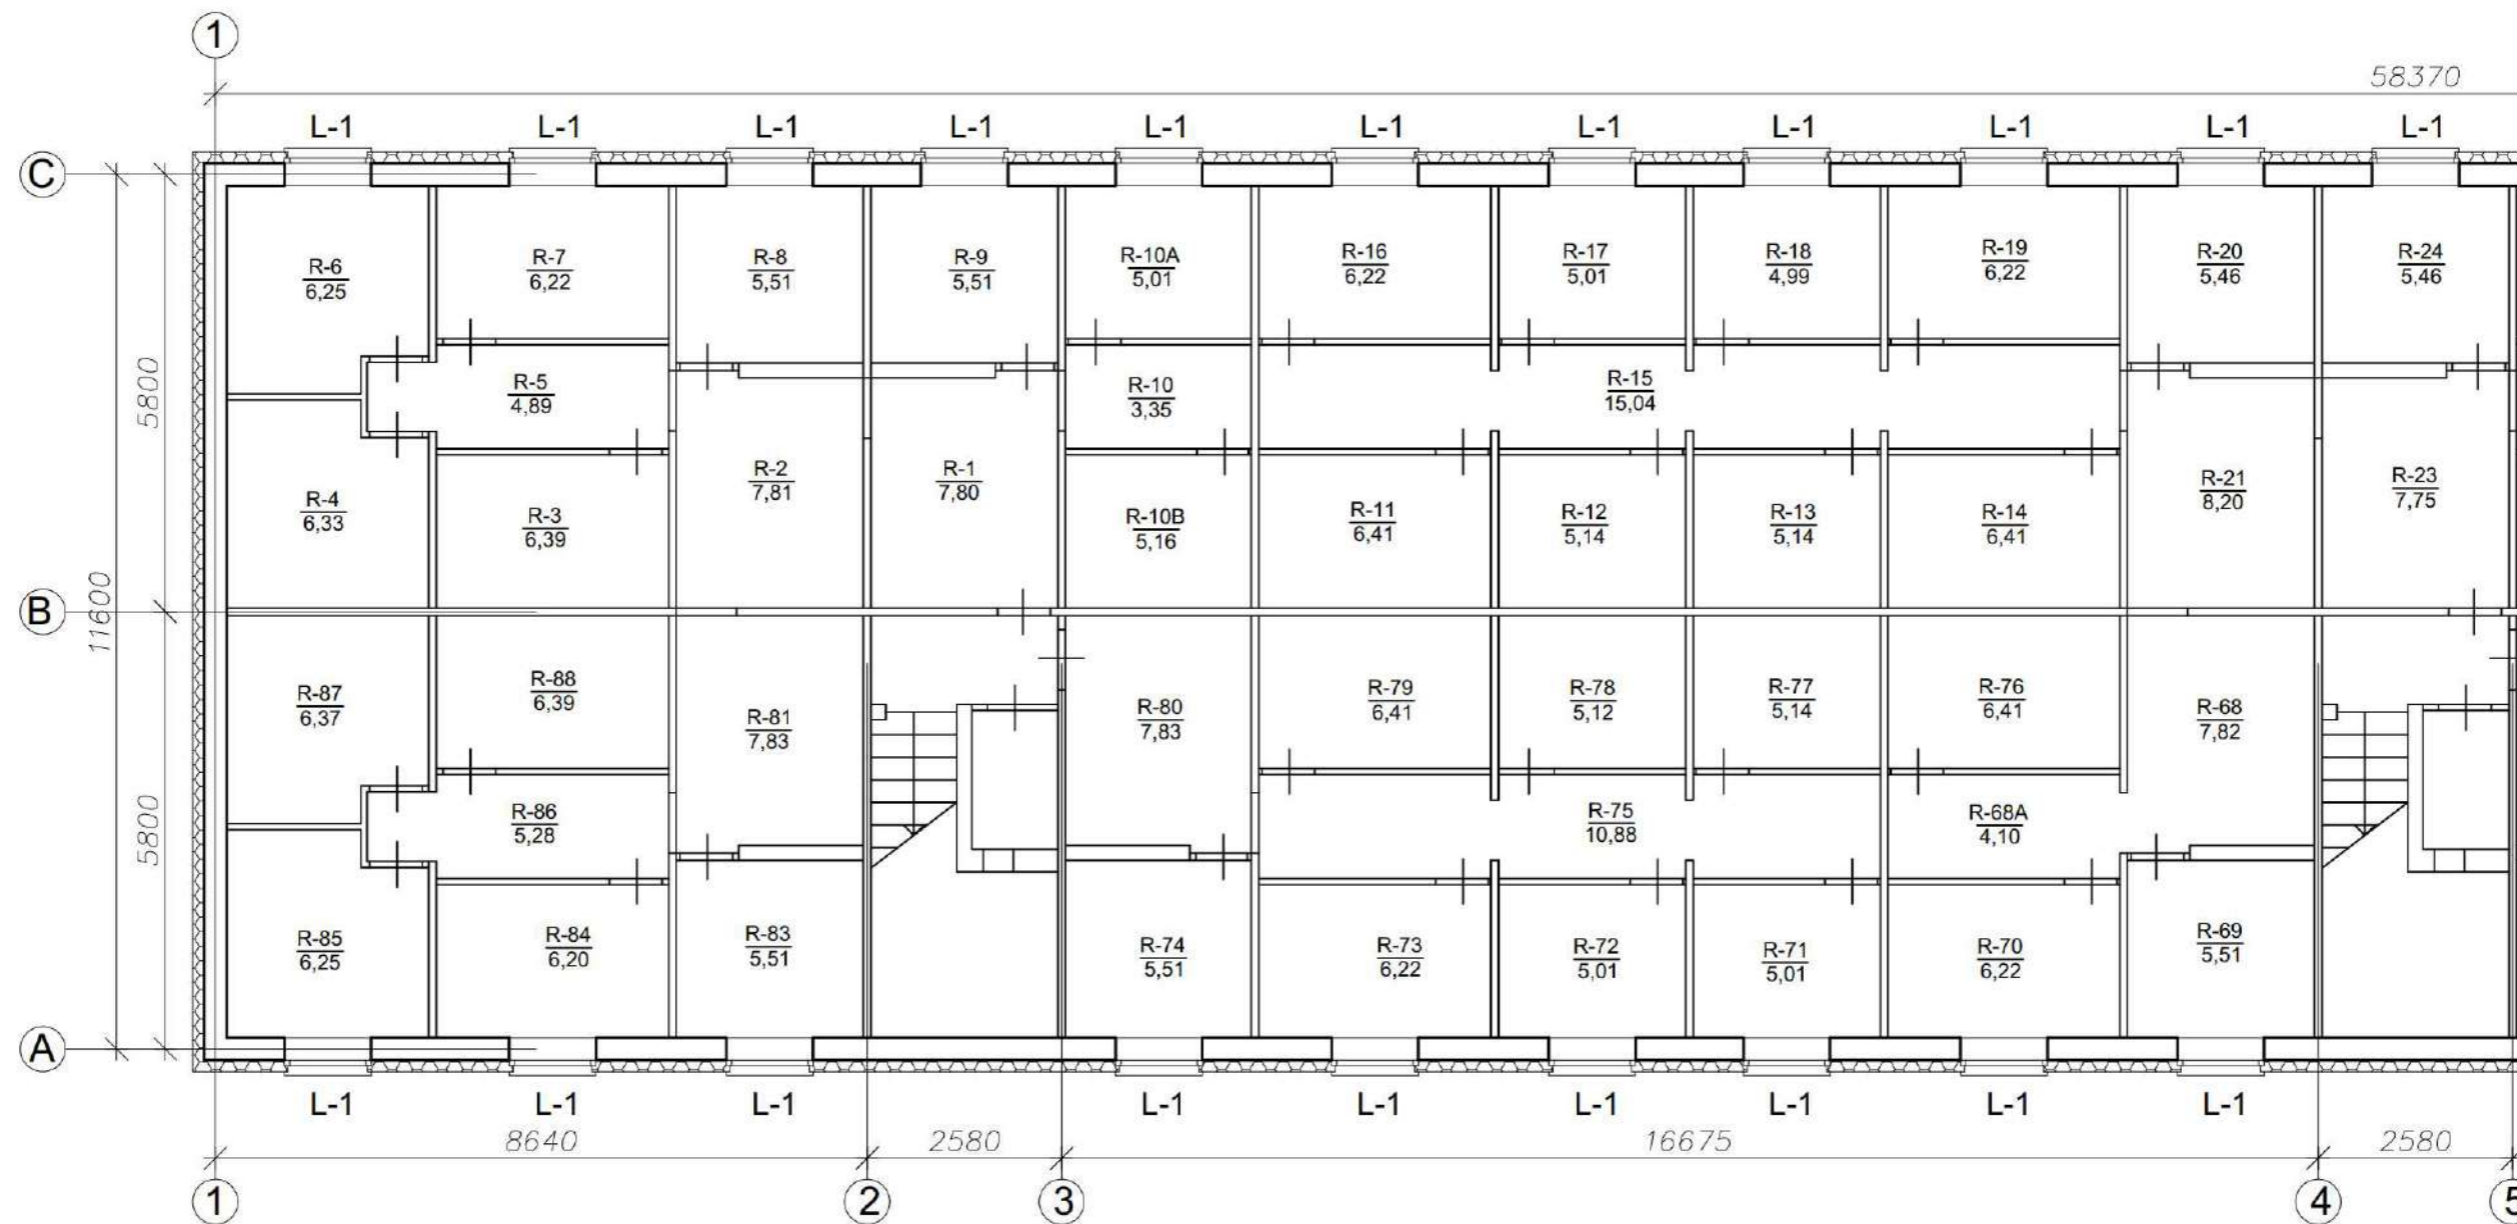 1
58370
L-1 L-1 L-1 L-1 L-1 L-1 L-1 L-1 L-1 L-1 L-1
C
R-6
6,25
R-7
6,22
R-8
5,51
R-9
5,51
R-10A
5,01
R-16
6,22
R-17
5,01
R-18
4,99
R-19
6,22
R-20
5,46
R-24
5,46
5800
R-5
4,89
R-10
3,35
R-15
15,04
R-4
6,33
R-3
6,39
R-2
7,81
R-1
7,80
R-10B
5,16
R-11
6,41
R-12
5,14
R-13
5,14
R-14
6,41
R-21
8,20
R-23
7,75
B
11600
R-87
6,37
R-88
6,39
R-81
7,83
R-80
7,83
R-79
6,41
R-78
5,12
R-77
5,14
R-76
6,41
R-68
7,82
5800
R-86
5,28
R-75
10,88
R-68A
4,10
R-85
6,25
R-84
6,20
R-83
5,51
R-74
5,51
R-73
6,22
R-72
5,01
R-71
5,01
R-70
6,22
R-69
5,51
A
L-1 L-1 L-1 L-1 L-1 L-1 L-1 L-1 L-1
8640 2580 16675 2580
1 2 3 4 5